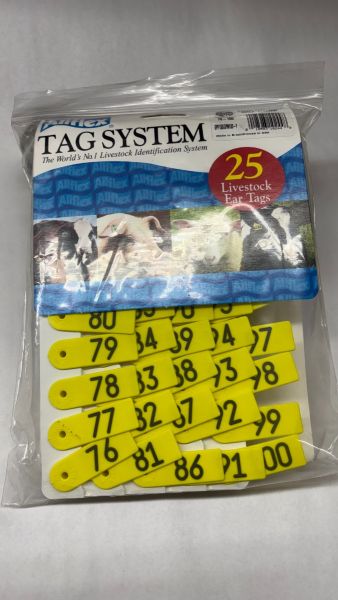 Allflex
TAG SYSTEM
The World's No.1 Livestock Identification System
25
Livestock
Ear Tags
80
79 84 89 94 97
78 83 88 93 98
77 82 87 92 99
76 81 86 91 00